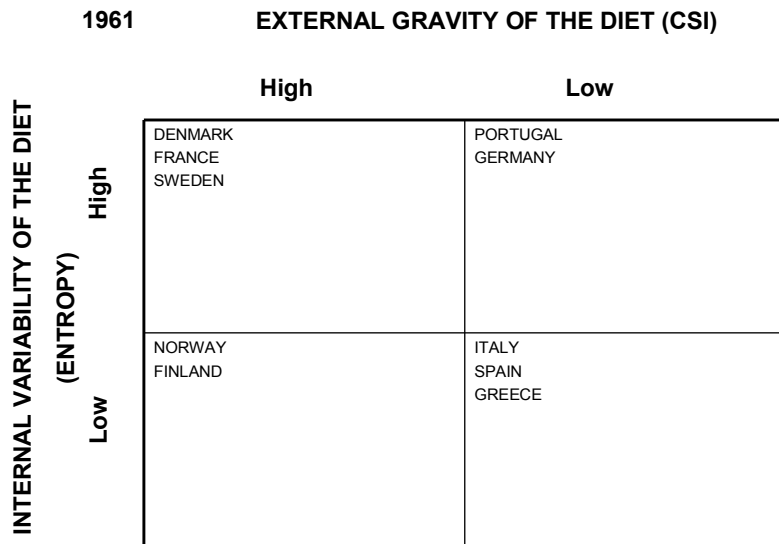 1961 EXTERNAL GRAVITY OF THE DIET (CSI)
High Low
INTERNAL VARIABILITY OF THE DIET
(ENTROPY)
High
DENMARK
FRANCE
SWEDEN
PORTUGAL
GERMANY
Low
NORWAY
FINLAND
ITALY
SPAIN
GREECE